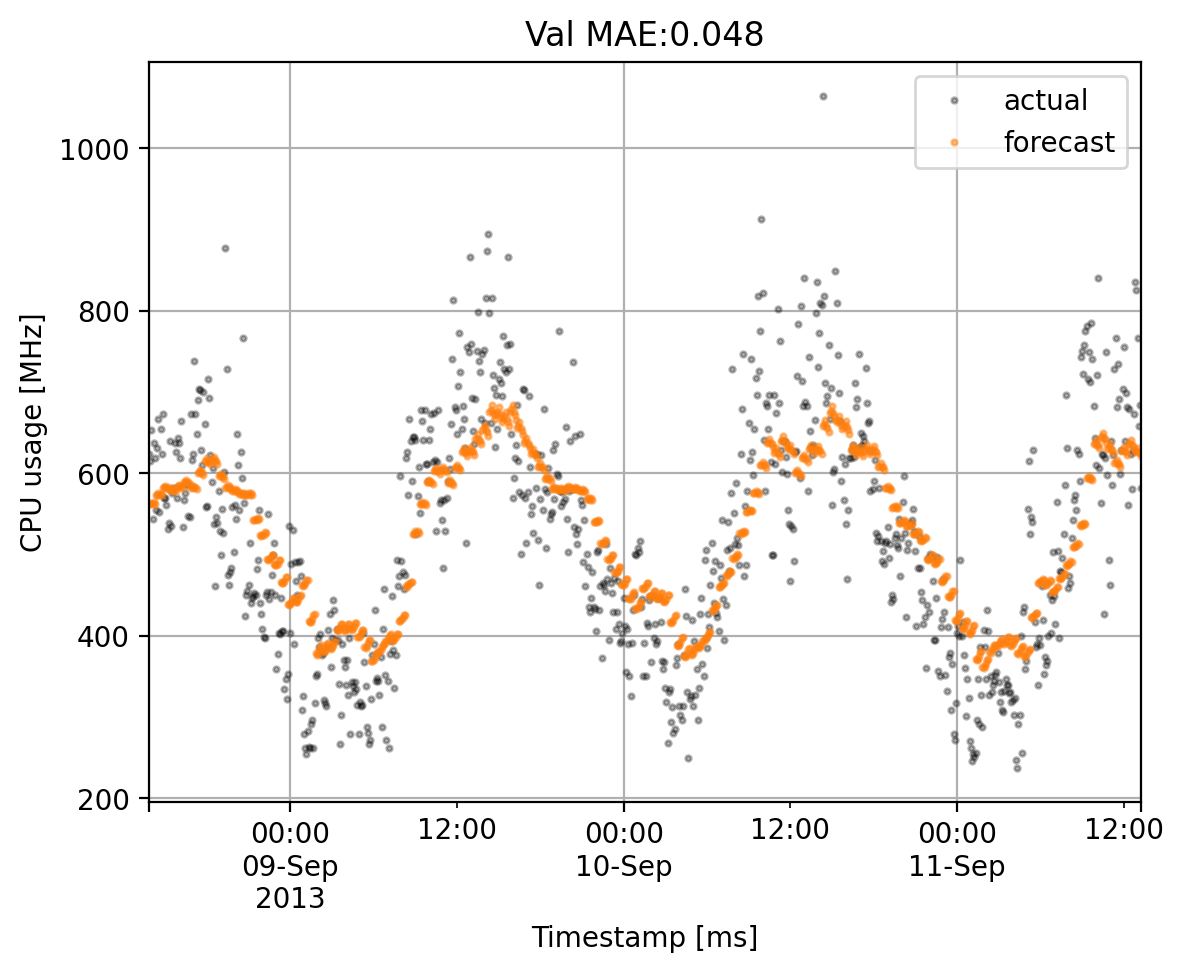 Val MAE:0.048
actual
forecast
1000
800
600
400
200
CPU usage [MHz]
00:00 12:00 00:00 12:00 00:00 12:00
09-Sep 10-Sep 11-Sep
2013
Timestamp [ms]